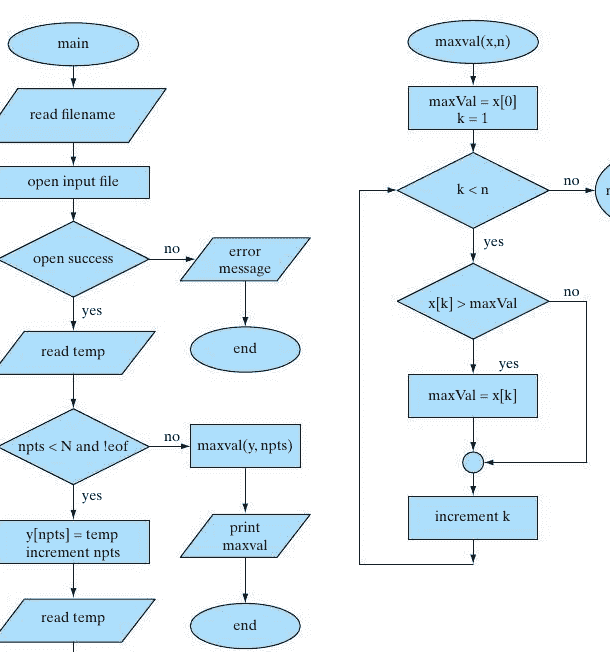 main
read filename
open input file
open success
no
error
message
yes
end
read temp
npts < N and !eof
no
maxval(y, npts)
yes
y[npts] = temp
increment npts
print
maxval
read temp
end
maxval(x,n)
maxVal = x[0]
k = 1
k < n
no
yes
x[k] > maxVal
no
yes
maxVal = x[k]
increment k